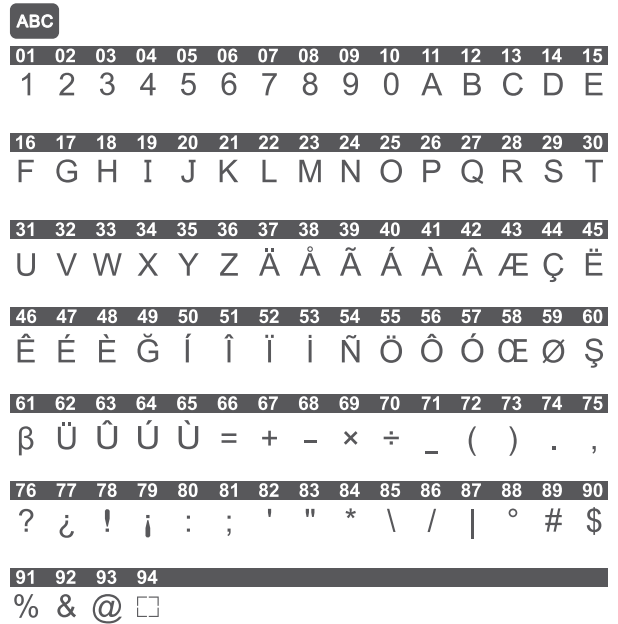 ABC
01 02 03 04 05 06 07 08 09 10 11 12 13 14 15
1 2 3 4 5 6 7 8 9 0 A B C D E
16 17 18 19 20 21 22 23 24 25 26 27 28 29 30
F G H I J K L M N O P Q R S T
31 32 33 34 35 36 37 38 39 40 41 42 43 44 45
U V W X Y Z Ä Å Ã Á À Â Æ Ç Ë
46 47 48 49 50 51 52 53 54 55 56 57 58 59 60
Ê É È Ğ Í Î Ï İ Ñ Ö Ô Ó Œ Ø Ş
61 62 63 64 65 66 67 68 69 70 71 72 73 74 75
β Ü Û Ú Ù = + – × ÷ _ ( ) . ,
76 77 78 79 80 81 82 83 84 85 86 87 88 89 90
? ¿ ! ¡ : ; ' " * \ / | ° # $
91 92 93 94
% & @ ⛶